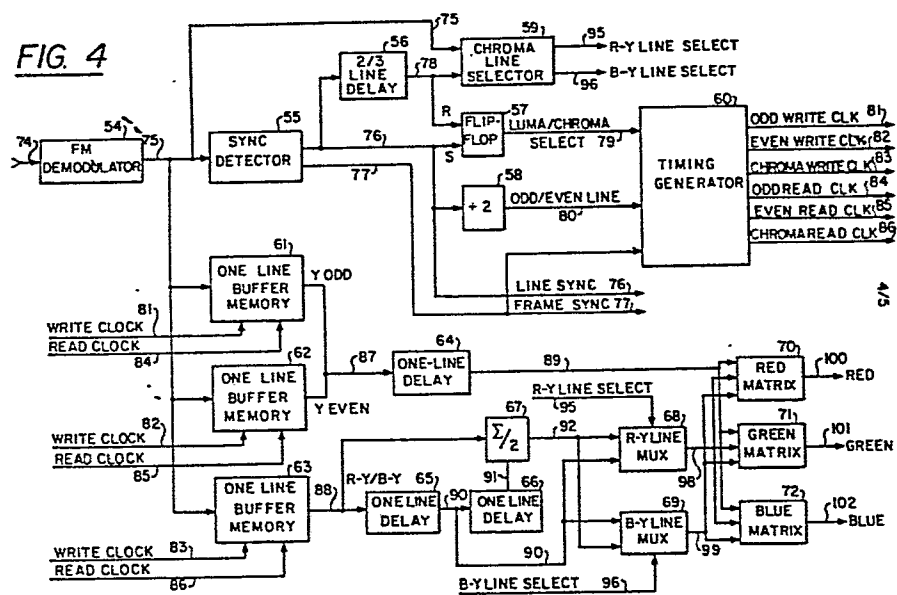 FIG. 4
74
54
FM DEMODULATOR
75
75
55
SYNC DETECTOR
56
2/3 LINE DELAY
78
59
CHROMA LINE SELECTOR
95
R-Y LINE SELECT
B-Y LINE SELECT
96
R
57
FLIP-FLOP
S
76
77
LUMA/CHROMA SELECT 79
58
÷ 2
ODD/EVEN LINE
80
60
TIMING GENERATOR
ODD WRITE CLK 81
EVEN WRITE CLK 82
CHROMA WRITE CLK 83
ODD READ CLK 84
EVEN READ CLK 85
CHROMA READ CLK 86
LINE SYNC 76
FRAME SYNC 77
4/5
61
ONE LINE BUFFER MEMORY
Y ODD
WRITE CLOCK 81
READ CLOCK
84
62
ONE LINE BUFFER MEMORY
Y EVEN
87
WRITE CLOCK 82
READ CLOCK
85
63
ONE LINE BUFFER MEMORY
88
WRITE CLOCK 83
READ CLOCK
86
64
ONE-LINE DELAY
89
R-Y/B-Y
65
ONE LINE DELAY
90
91
66
ONE LINE DELAY
67
Σ/2
92
90
R-Y LINE SELECT
95
68
R-Y LINE MUX
98
69
B-Y LINE MUX
99
B-Y LINE SELECT 96
70
RED MATRIX
100
RED
71
GREEN MATRIX
101
GREEN
72
BLUE MATRIX
102
BLUE